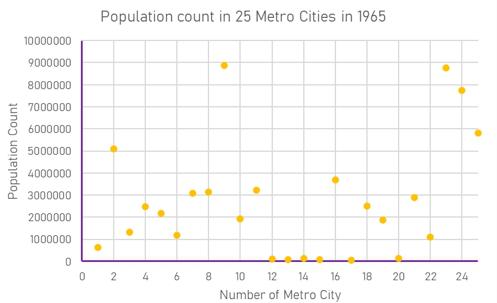 Population count in 25 Metro Cities in 1965
10000000
9000000
8000000
7000000
6000000
5000000
4000000
3000000
2000000
1000000
0
Population Count
0 2 4 6 8 10 12 14 16 18 20 22 24
Number of Metro City